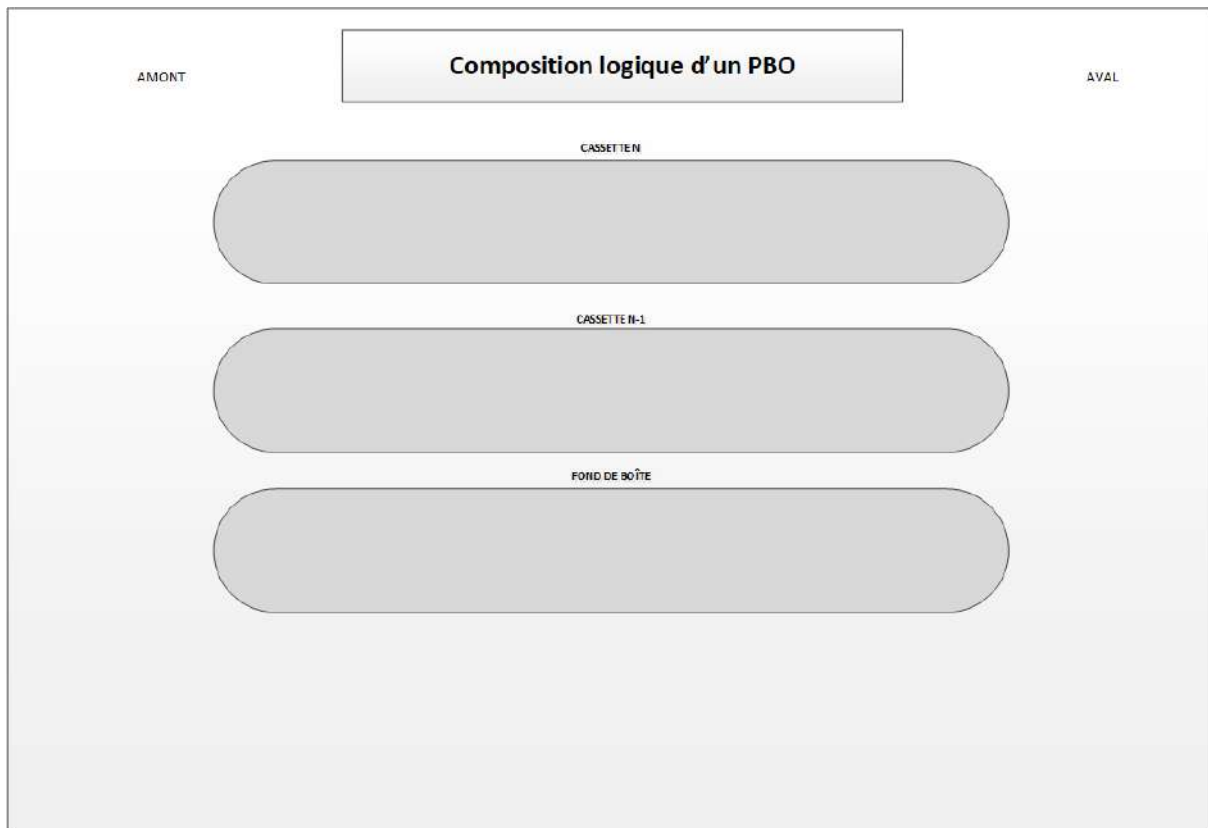 Composition logique d'un PBO
AMONT
AVAL
CASSETTE N
CASSETTE N-1
FOND DE BOÎTE